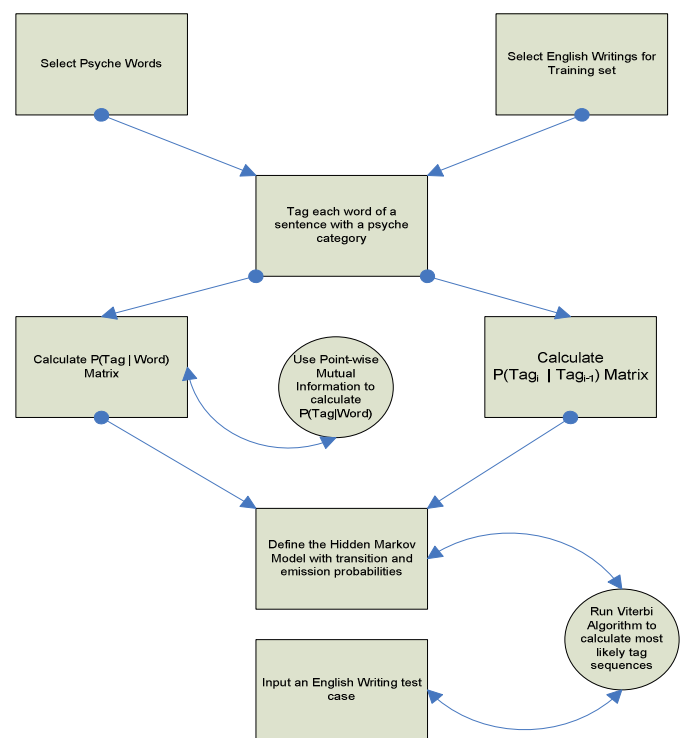 Select Psyche Words
Select English Writings for
Training set
Tag each word of a
sentence with a psyche
category
Calculate P(Tag | Word)
Matrix
Use Point-wise
Mutual
Information to
calculate
P(Tag|Word)
Calculate
P(Tagi | Tagi-1) Matrix
Define the Hidden Markov
Model with transition and
emission probabilities
Run Viterbi
Algorithm to
calculate most
likely tag
sequences
Input an English Writing test
case